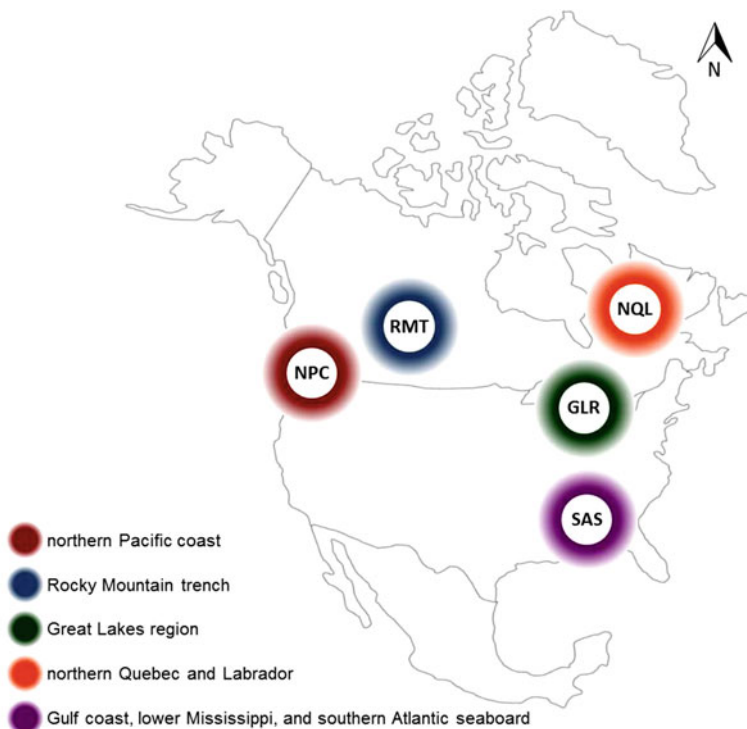 N
NQL
RMT
NPC
GLR
SAS
northern Pacific coast
Rocky Mountain trench
Great Lakes region
northern Quebec and Labrador
Gulf coast, lower Mississippi, and southern Atlantic seaboard